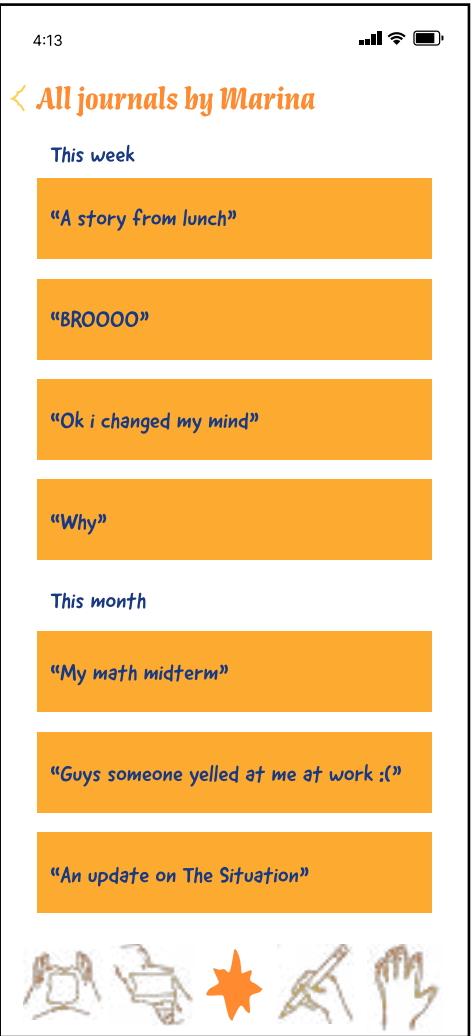 4:13
All journals by Marina
This week
“A story from lunch”
“BROOOO”
“Ok i changed my mind”
“Why”
This month
“My math midterm”
“Guys someone yelled at me at work :(”
“An update on The Situation”